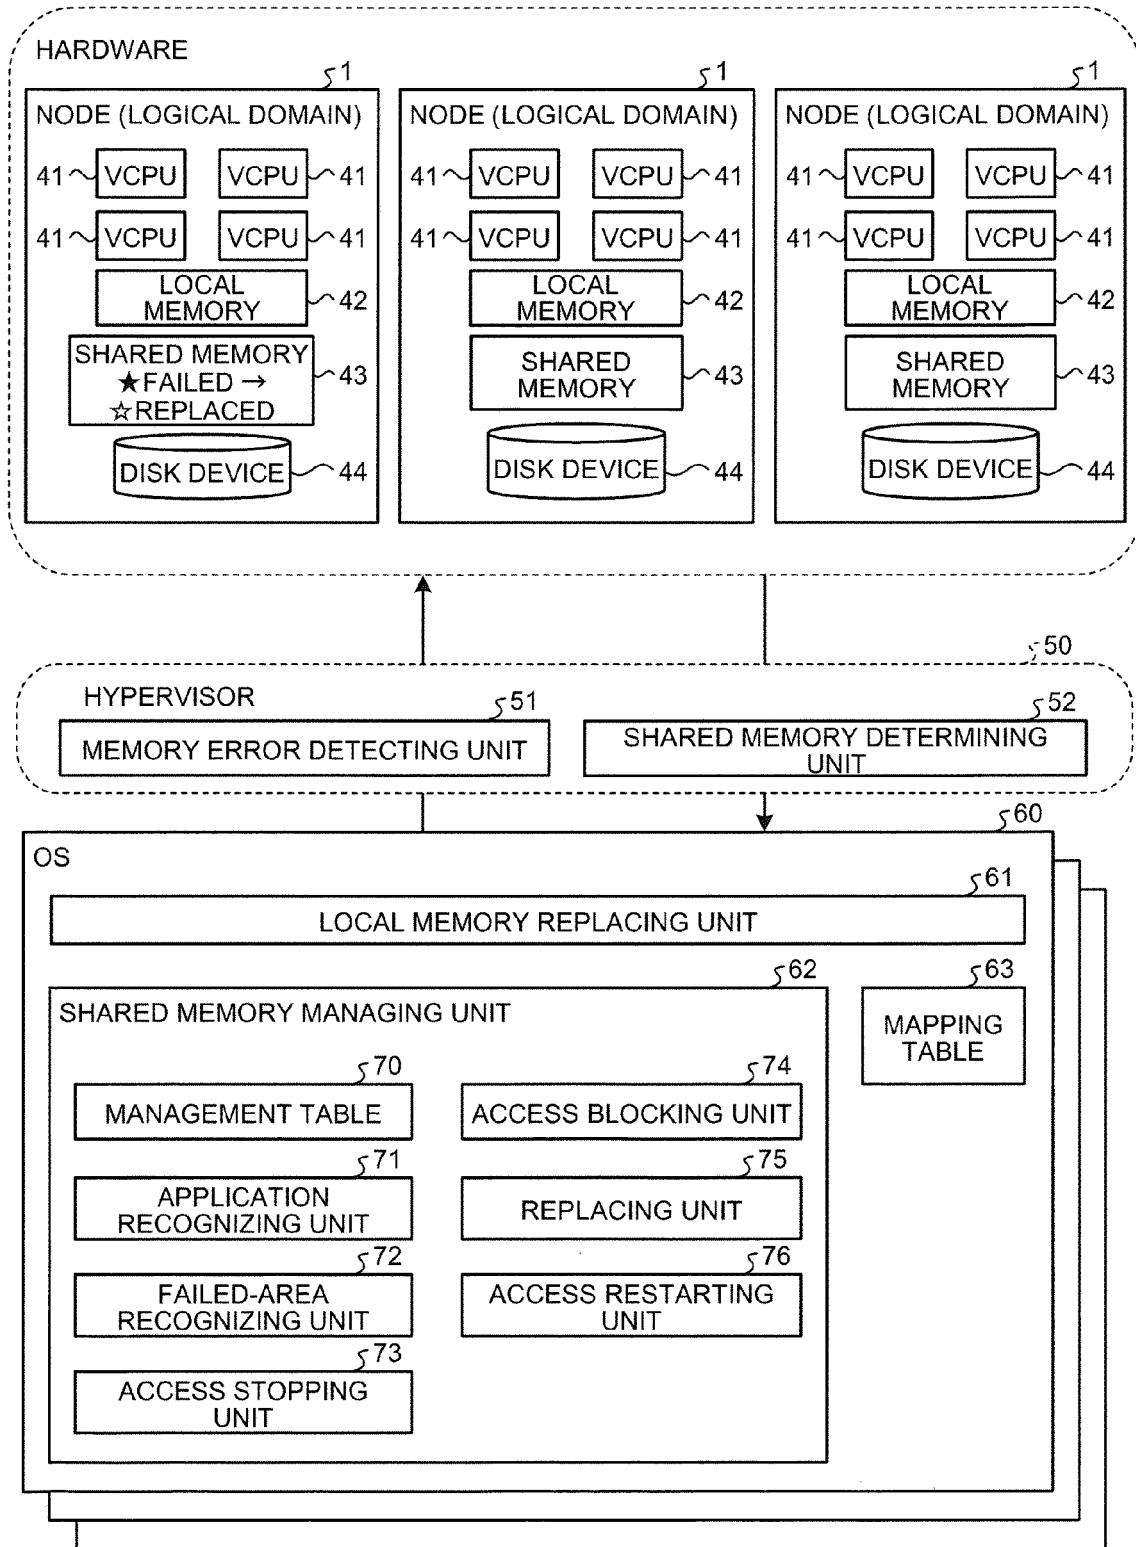 HARDWARE
1 1 1
NODE (LOGICAL DOMAIN) NODE (LOGICAL DOMAIN) NODE (LOGICAL DOMAIN)
41 VCPU VCPU 41 41 VCPU VCPU 41 41 VCPU VCPU 41
41 VCPU VCPU 41 41 VCPU VCPU 41 41 VCPU VCPU 41
LOCAL MEMORY 42 LOCAL MEMORY 42 LOCAL MEMORY 42
SHARED MEMORY
★FAILED → 43
☆REPLACED
SHARED MEMORY 43 SHARED MEMORY 43
DISK DEVICE 44 DISK DEVICE 44 DISK DEVICE 44
50
HYPERVISOR
51 52
MEMORY ERROR DETECTING UNIT
SHARED MEMORY DETERMINING
UNIT
60
OS
61
LOCAL MEMORY REPLACING UNIT
62
SHARED MEMORY MANAGING UNIT
63
MAPPING
TABLE
70
MANAGEMENT TABLE
71
APPLICATION
RECOGNIZING UNIT
72
FAILED-AREA
RECOGNIZING UNIT
73
ACCESS STOPPING
UNIT
74
ACCESS BLOCKING UNIT
75
REPLACING UNIT
76
ACCESS RESTARTING
UNIT